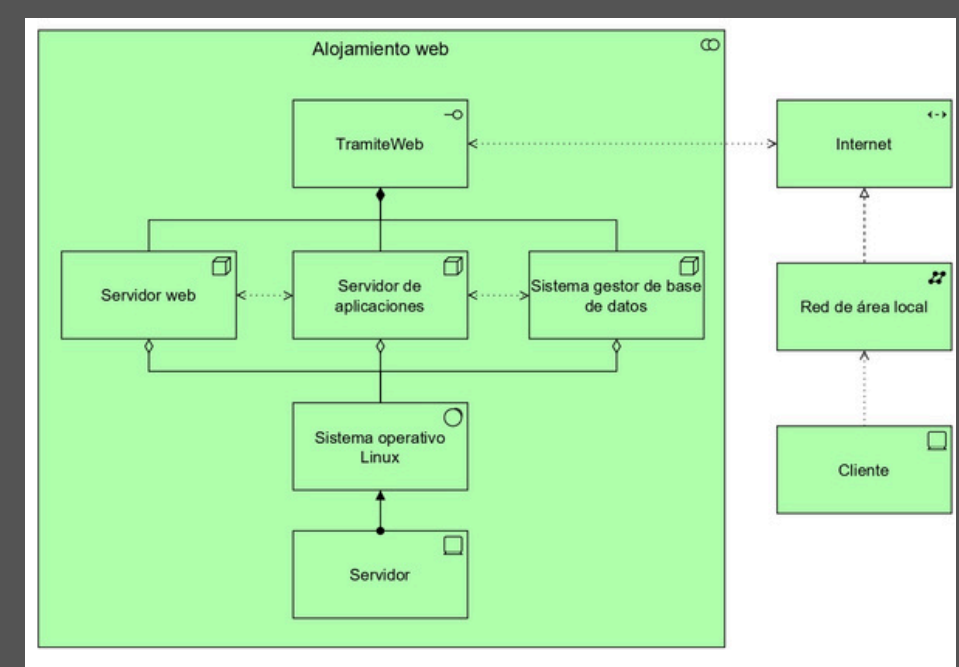 Alojamiento web
TramiteWeb
Internet
Servidor web
Servidor de
aplicaciones
Sistema gestor de base
de datos
Red de área local
Sistema operativo
Linux
Cliente
Servidor